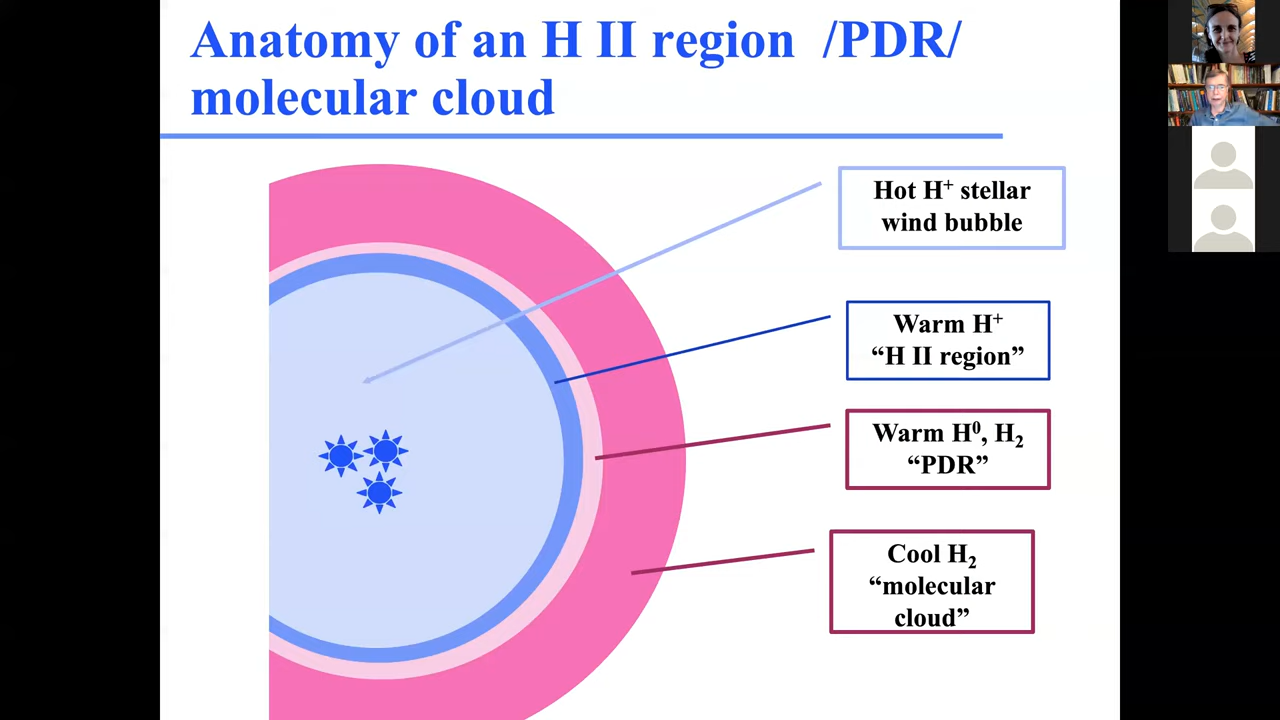 Anatomy of an H II region /PDR/
molecular cloud
Hot H⁺ stellar
wind bubble
Warm H⁺
“H II region”
Warm H⁰, H₂
“PDR”
Cool H₂
“molecular
cloud”